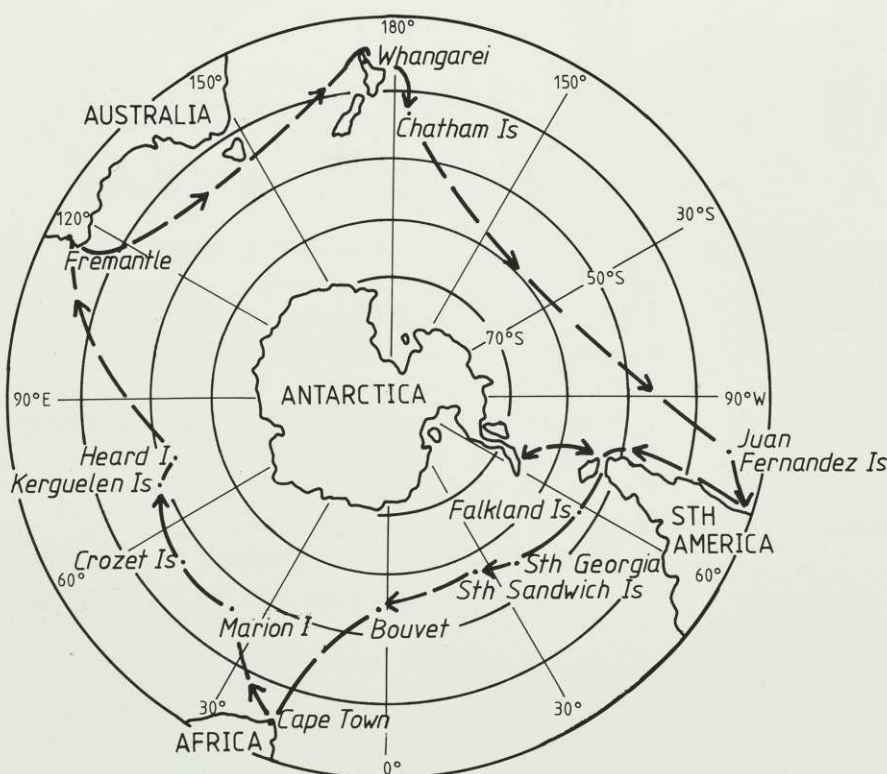 180°
Whangarei
150°
150°
AUSTRALIA
Chatham Is
120°
30°S
Fremantle
50°S
70°S
ANTARCTICA
90°E
90°W
Juan
Fernandez Is
Heard I
Kerguelen Is
Falkland Is
STH
AMERICA
Crozet Is
Sth Georgia
60°
60°
Sth Sandwich Is
Marion I
Bouvet
30°
30°
Cape Town
AFRICA
0°